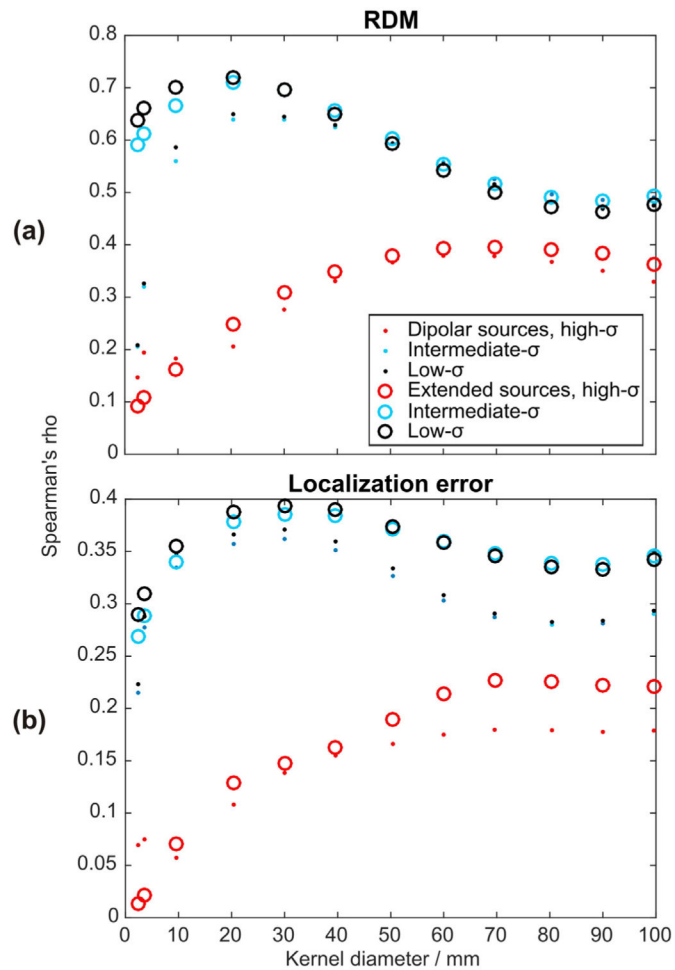 RDM
0.8
0.7
0.6
0.5
0.4
0.3
0.2
0.1
0
(a)
Dipolar sources, high-σ
Intermediate-σ
Low-σ
Extended sources, high-σ
Intermediate-σ
Low-σ
Spearman's rho
Localization error
0.4
0.35
0.3
0.25
0.2
0.15
0.1
0.05
0
(b)
0 10 20 30 40 50 60 70 80 90 100
Kernel diameter / mm